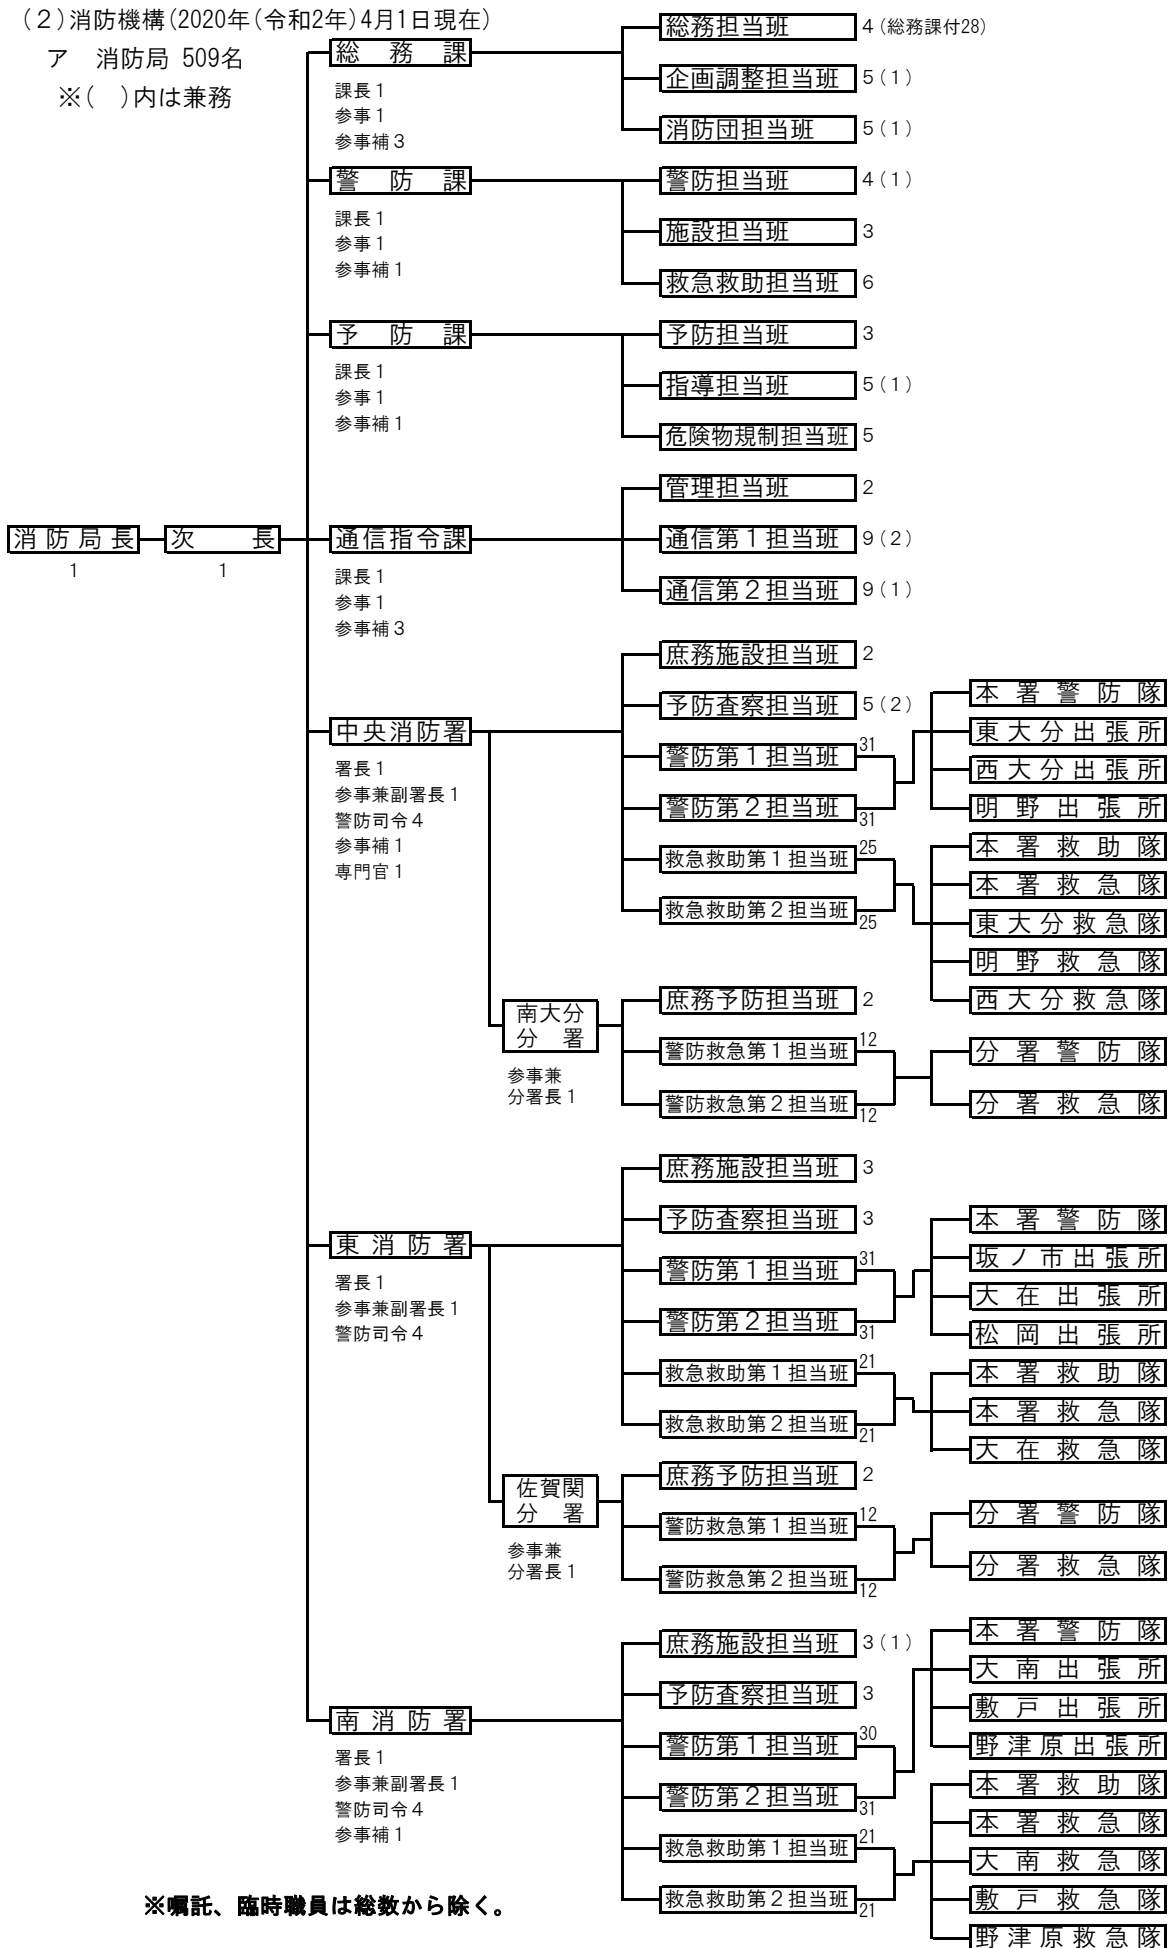 （２）消防機構（2020年（令和2年）4月1日現在）
ア　消防局 509名
※（　）内は兼務
消防局長
1
次　　長
1
総　務　課
課長１
参事１
参事補３
総務担当班 4（総務課付28）
企画調整担当班 5（1）
消防団担当班 5（1）
警　防　課
課長１
参事１
参事補１
警防担当班 4（1）
施設担当班 3
救急救助担当班 6
予　防　課
課長１
参事１
参事補１
予防担当班 3
指導担当班 5（1）
危険物規制担当班 5
通信指令課
課長１
参事１
参事補３
管理担当班 2
通信第１担当班 9（2）
通信第２担当班 9（1）
中央消防署
署長１
参事兼副署長１
警防司令４
参事補１
専門官１
庶務施設担当班 2
予防査察担当班 5（2）
警防第１担当班 31
警防第２担当班 31
本署警防隊
東大分出張所
西大分出張所
明野出張所
救急救助第１担当班 25
救急救助第２担当班 25
本署救助隊
本署救急隊
東大分救急隊
明野救急隊
西大分救急隊
南大分
分　署
参事兼
分署長１
庶務予防担当班 2
警防救急第１担当班 12
警防救急第２担当班 12
分署警防隊
分署救急隊
東消防署
署長１
参事兼副署長１
警防司令４
庶務施設担当班 3
予防査察担当班 3
警防第１担当班 31
警防第２担当班 31
本署警防隊
坂ノ市出張所
大在出張所
松岡出張所
救急救助第１担当班 21
救急救助第２担当班 21
本署救助隊
本署救急隊
大在救急隊
佐賀関
分　署
参事兼
分署長１
庶務予防担当班 2
警防救急第１担当班 12
警防救急第２担当班 12
分署警防隊
分署救急隊
南消防署
署長１
参事兼副署長１
警防司令４
参事補１
庶務施設担当班 3（1）
予防査察担当班 3
警防第１担当班 30
警防第２担当班 31
本署警防隊
大南出張所
敷戸出張所
野津原出張所
救急救助第１担当班 21
救急救助第２担当班 21
本署救助隊
本署救急隊
大南救急隊
敷戸救急隊
野津原救急隊
※嘱託、臨時職員は総数から除く。